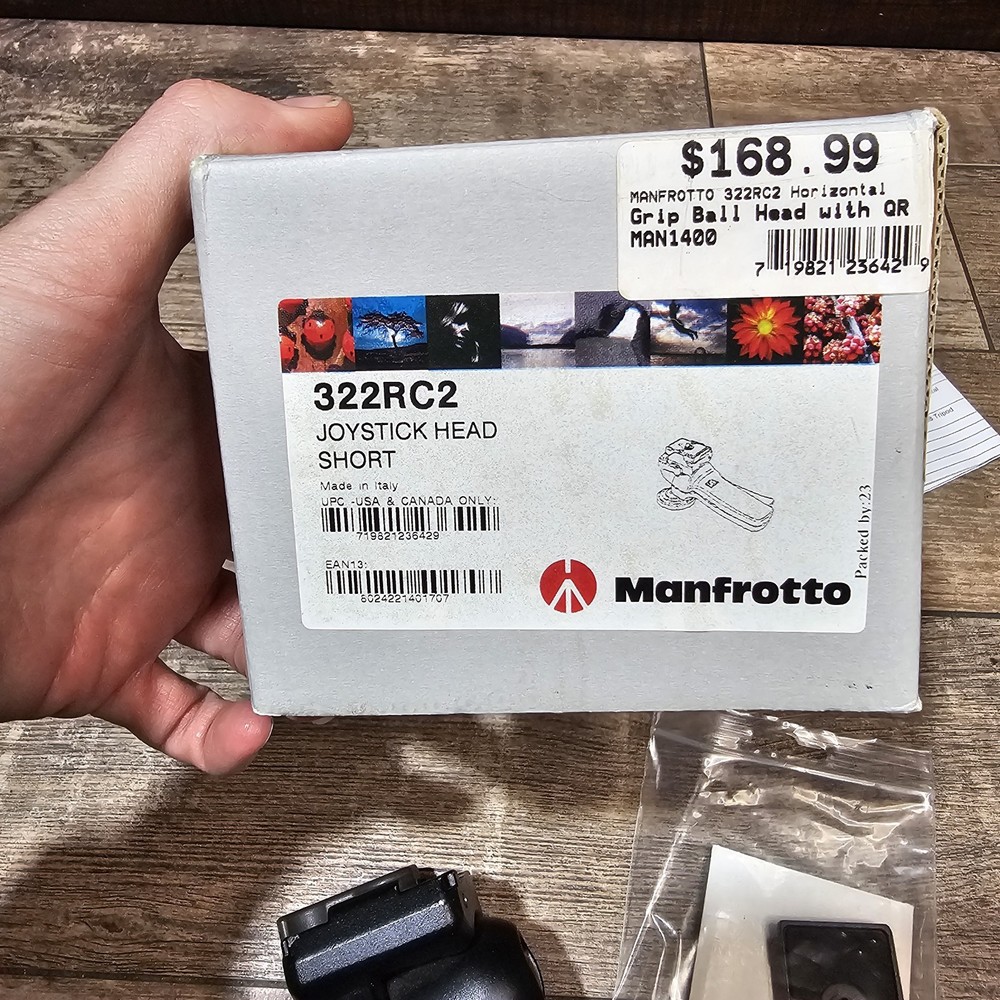 $168.99
MANFROTTO 322RC2 Horizontal
Grip Ball Head with QR
MAN1400
7 19821 23642 9
322RC2
JOYSTICK HEAD
SHORT
Made in Italy
UPC -USA & CANADA ONLY:
719821236429
EAN13:
8024221401707
Manfrotto
Packed by:23
Tripod